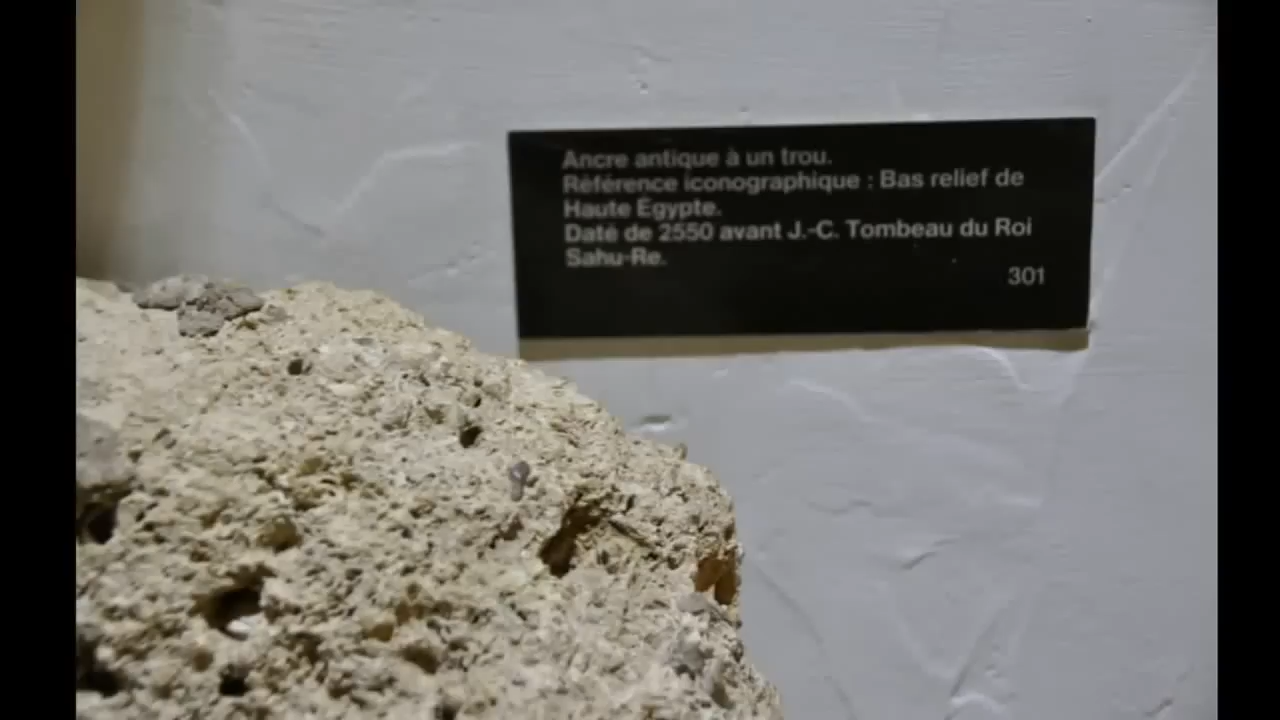 Ancre antique à un trou.
Référence iconographique : Bas relief de
Haute Égypte.
Daté de 2550 avant J.-C. Tombeau du Roi
Sahu-Re.
301